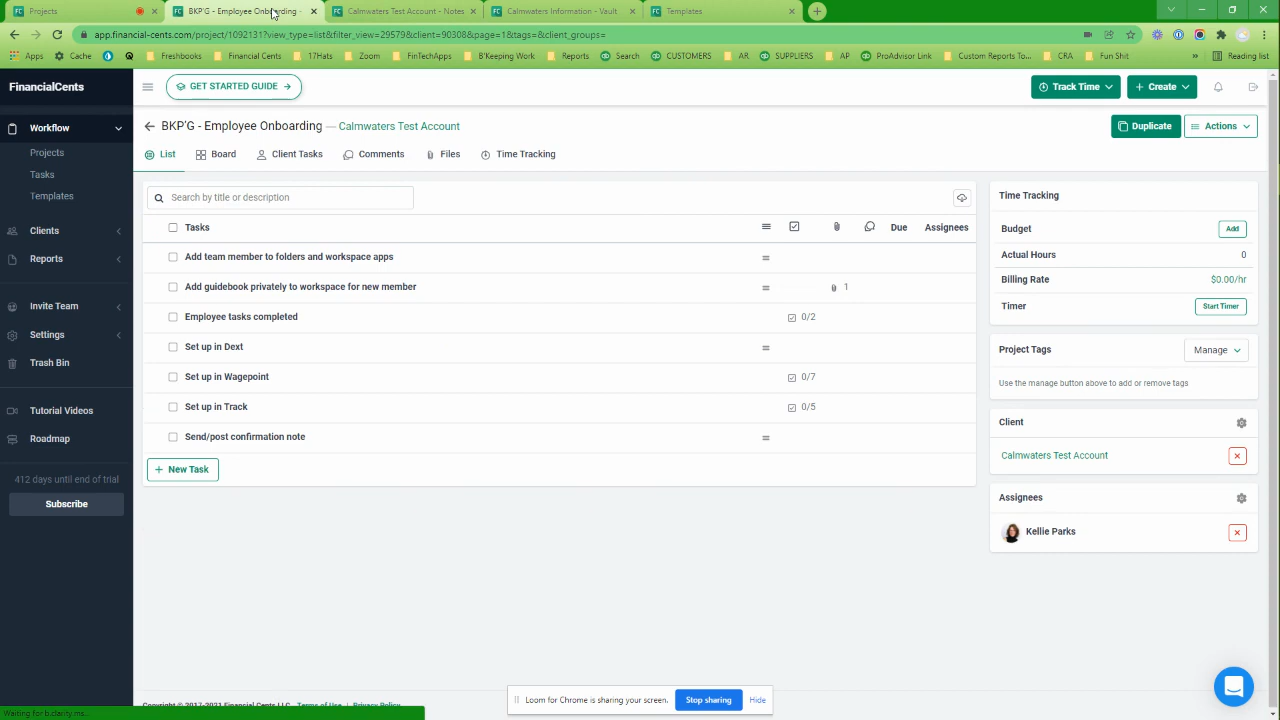 Projects
BKP'G - Employee Onboarding -
Calmwaters Test Account - Notes
Calmwaters Information - Vault
Templates
app.financial-cents.com/project/1092131?view_type=list&filter_view=29579&client=90308&page=1&tags=&client_groups=
Apps
Cache
Freshbooks
Financial Cents
17Hats
Zoom
FinTechApps
B'Keeping Work
Reports
Search
CUSTOMERS
AR
SUPPLIERS
AP
ProAdvisor Link
Custom Reports To...
CRA
Fun Shit
»
Reading list
FinancialCents
GET STARTED GUIDE
Track Time
+ Create
Workflow
Projects
Tasks
Templates
Clients
Reports
Invite Team
Settings
Trash Bin
Tutorial Videos
Roadmap
412 days until end of trial
Subscribe
BKP'G - Employee Onboarding — Calmwaters Test Account
Duplicate
Actions
List
Board
Client Tasks
Comments
Files
Time Tracking
Search by title or description
Tasks
Due
Assignees
Add team member to folders and workspace apps
Add guidebook privately to workspace for new member
1
Employee tasks completed
0/2
Set up in Dext
Set up in Wagepoint
0/7
Set up in Track
0/5
Send/post confirmation note
+ New Task
Time Tracking
Budget
Add
Actual Hours
0
Billing Rate
$0.00/hr
Timer
Start Timer
Project Tags
Manage
Use the manage button above to add or remove tags
Client
Calmwaters Test Account
Assignees
Kellie Parks
Copyright © 2017-2021 Financial Cents LLC Terms of Use | Privacy Policy
Loom for Chrome is sharing your screen.
Stop sharing
Hide
Waiting for b.clarity.ms...